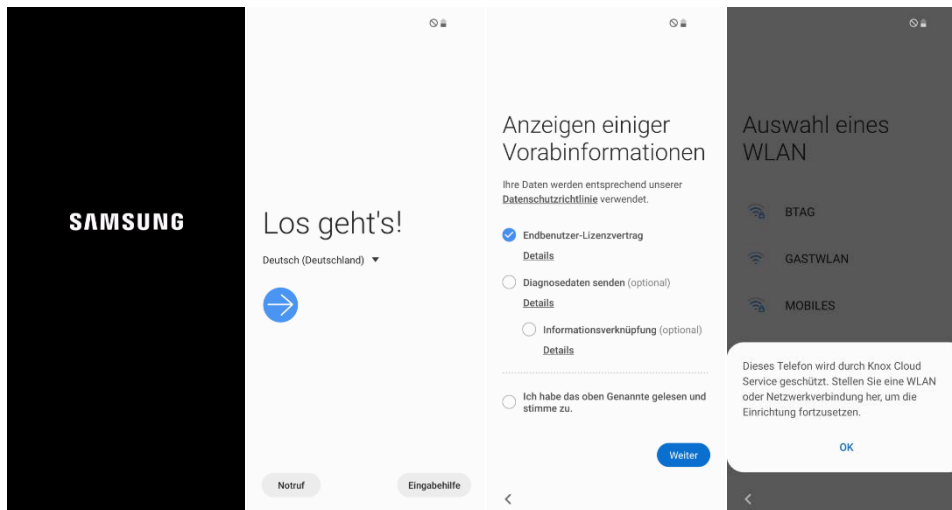 SAMSUNG
Los geht's!
Deutsch (Deutschland)
Notruf
Eingabehilfe
Anzeigen einiger
Vorabinformationen
Ihre Daten werden entsprechend unserer
Datenschutzrichtlinie verwendet.
Endbenutzer-Lizenzvertrag
Details
Diagnosedaten senden (optional)
Details
Informationsverknüpfung (optional)
Details
Ich habe das oben Genannte gelesen und
stimme zu.
Weiter
Auswahl eines
WLAN
BTAG
GASTWLAN
MOBILES
Dieses Telefon wird durch Knox Cloud
Service geschützt. Stellen Sie eine WLAN
oder Netzwerkverbindung her, um die
Einrichtung fortzusetzen.
OK